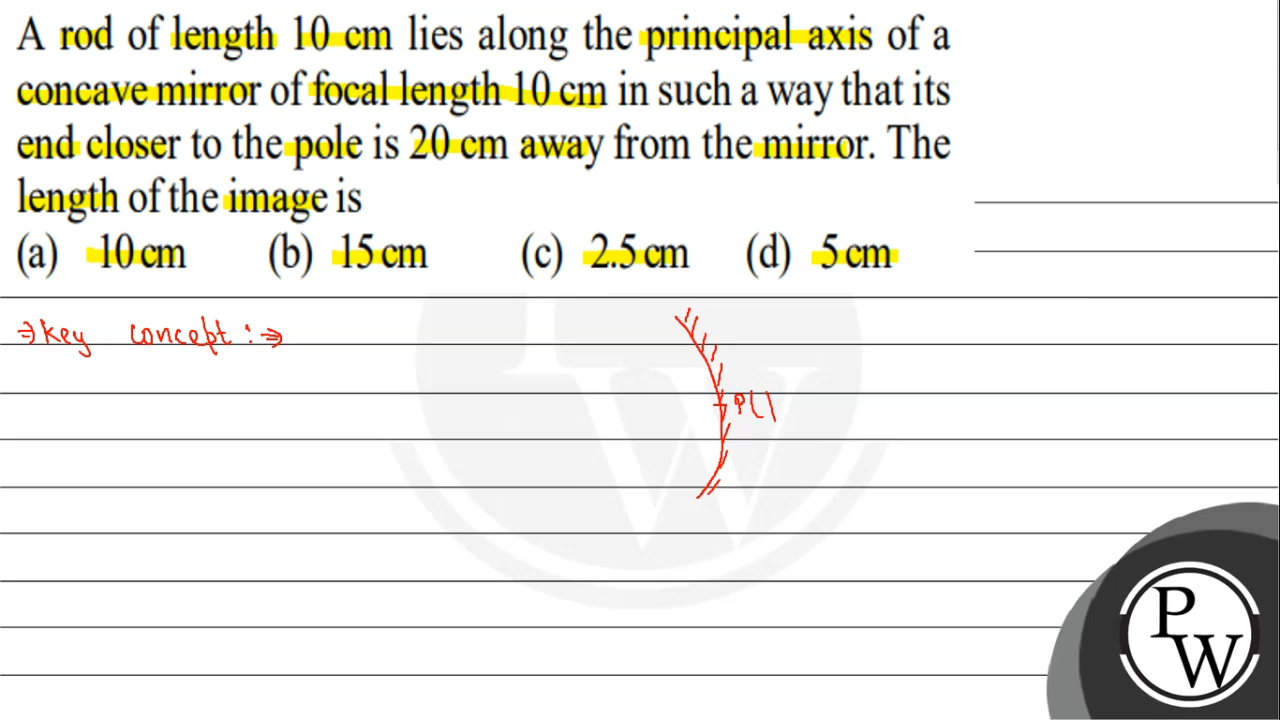 A rod of length 10 cm lies along the principal axis of a
concave mirror of focal length 10 cm in such a way that its
end closer to the pole is 20 cm away from the mirror. The
length of the image is
(a) 10 cm (b) 15 cm (c) 2.5 cm (d) 5 cm
⇒ Key concept : ⇒
P( )
PW